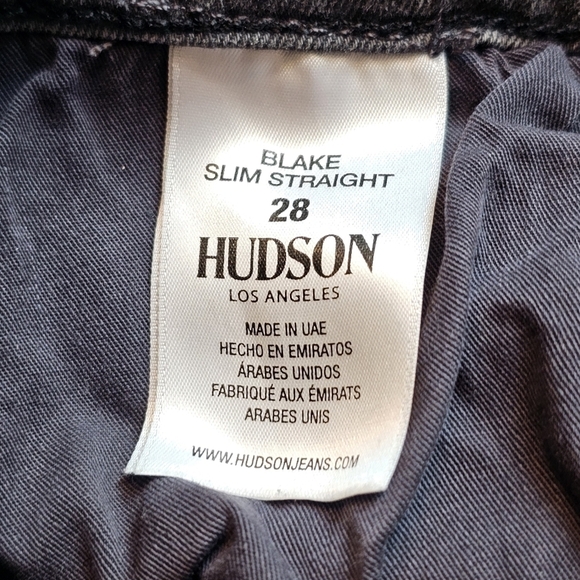 BLAKE
SLIM STRAIGHT
28
HUDSON
LOS ANGELES
MADE IN UAE
HECHO EN EMIRATOS
ÁRABES UNIDOS
FABRIQUÉ AUX ÉMIRATS
ARABES UNIS
WWW.HUDSONJEANS.COM